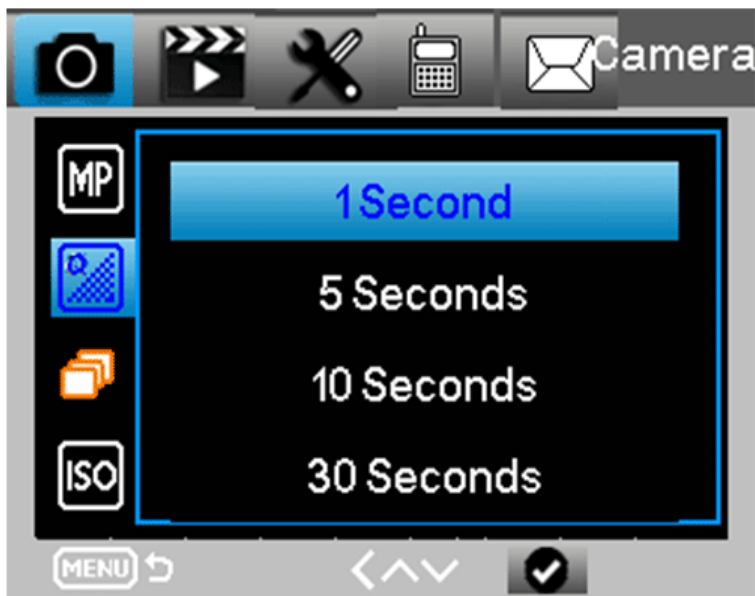 Camera
MP
1 Second
Q
5 Seconds
10 Seconds
ISO
30 Seconds
MENU